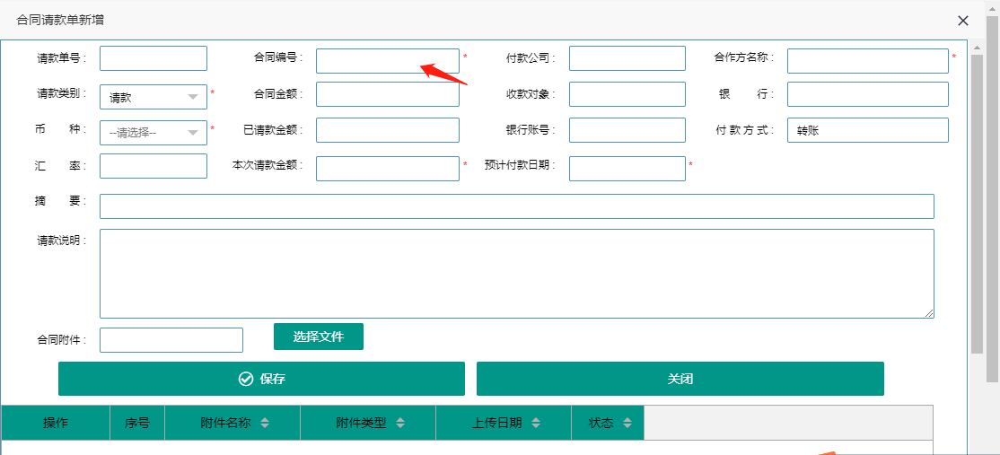 合同请款单新增
请款单号： 合同编号： * 付款公司： 合作方名称： *
请款类别： 请款 * 合同金额： 收款对象： 银 行：
币 种： --请选择-- * 已请款金额： 银行账号： 付 款 方 式： 转账
汇 率： 本次请款金额： * 预计付款日期： *
摘 要：
请款说明：
合同附件： 选择文件
保存 关闭
操作 序号 附件名称 附件类型 上传日期 状态